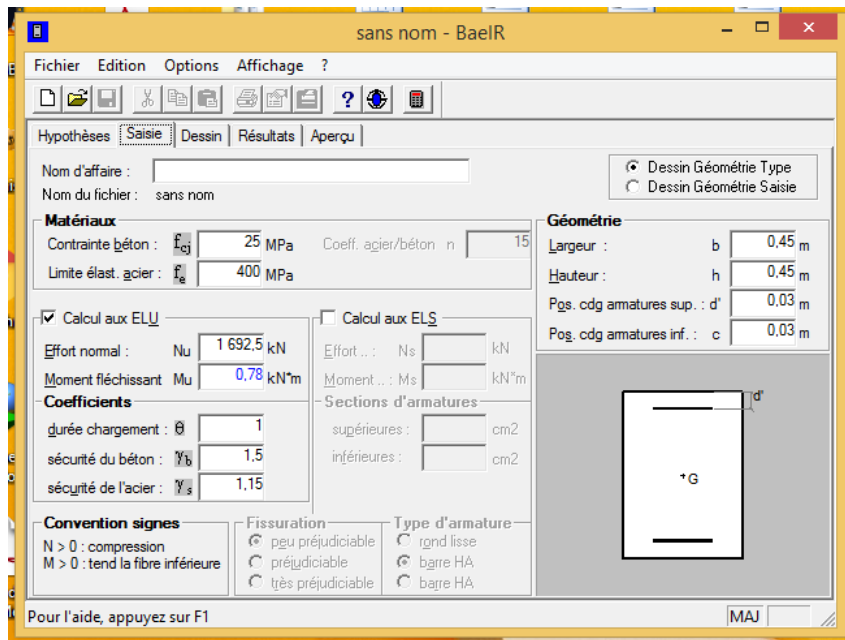 sans nom - BaelR
Fichier Edition Options Affichage ?
Hypothèses Saisie Dessin Résultats Aperçu
Nom d'affaire :
Nom du fichier : sans nom
Dessin Géométrie Type
Dessin Géométrie Saisie
Matériaux
Contrainte béton : fcj 25 MPa Coeff. acier/béton n 15
Limite élast. acier : fe 400 MPa
Géométrie
Largeur : b 0,45 m
Hauteur : h 0,45 m
Pos. cdg armatures sup. : d' 0,03 m
Pos. cdg armatures inf. : c 0,03 m
Calcul aux ELU
Effort normal : Nu 1 692,5 kN
Moment fléchissant Mu 0,78 kN*m
Calcul aux ELS
Effort .. : Ns kN
Moment .. : Ms kN*m
Coefficients
durée chargement : θ 1
sécurité du béton : γb 1,5
sécurité de l'acier : γs 1,15
Sections d'armatures
supérieures : cm2
inférieures : cm2
d'
+G
Convention signes
N > 0 : compression
M > 0 : tend la fibre inférieure
Fissuration
peu préjudiciable
préjudiciable
très préjudiciable
Type d'armature
rond lisse
barre HA
barre HA
Pour l'aide, appuyez sur F1 MAJ